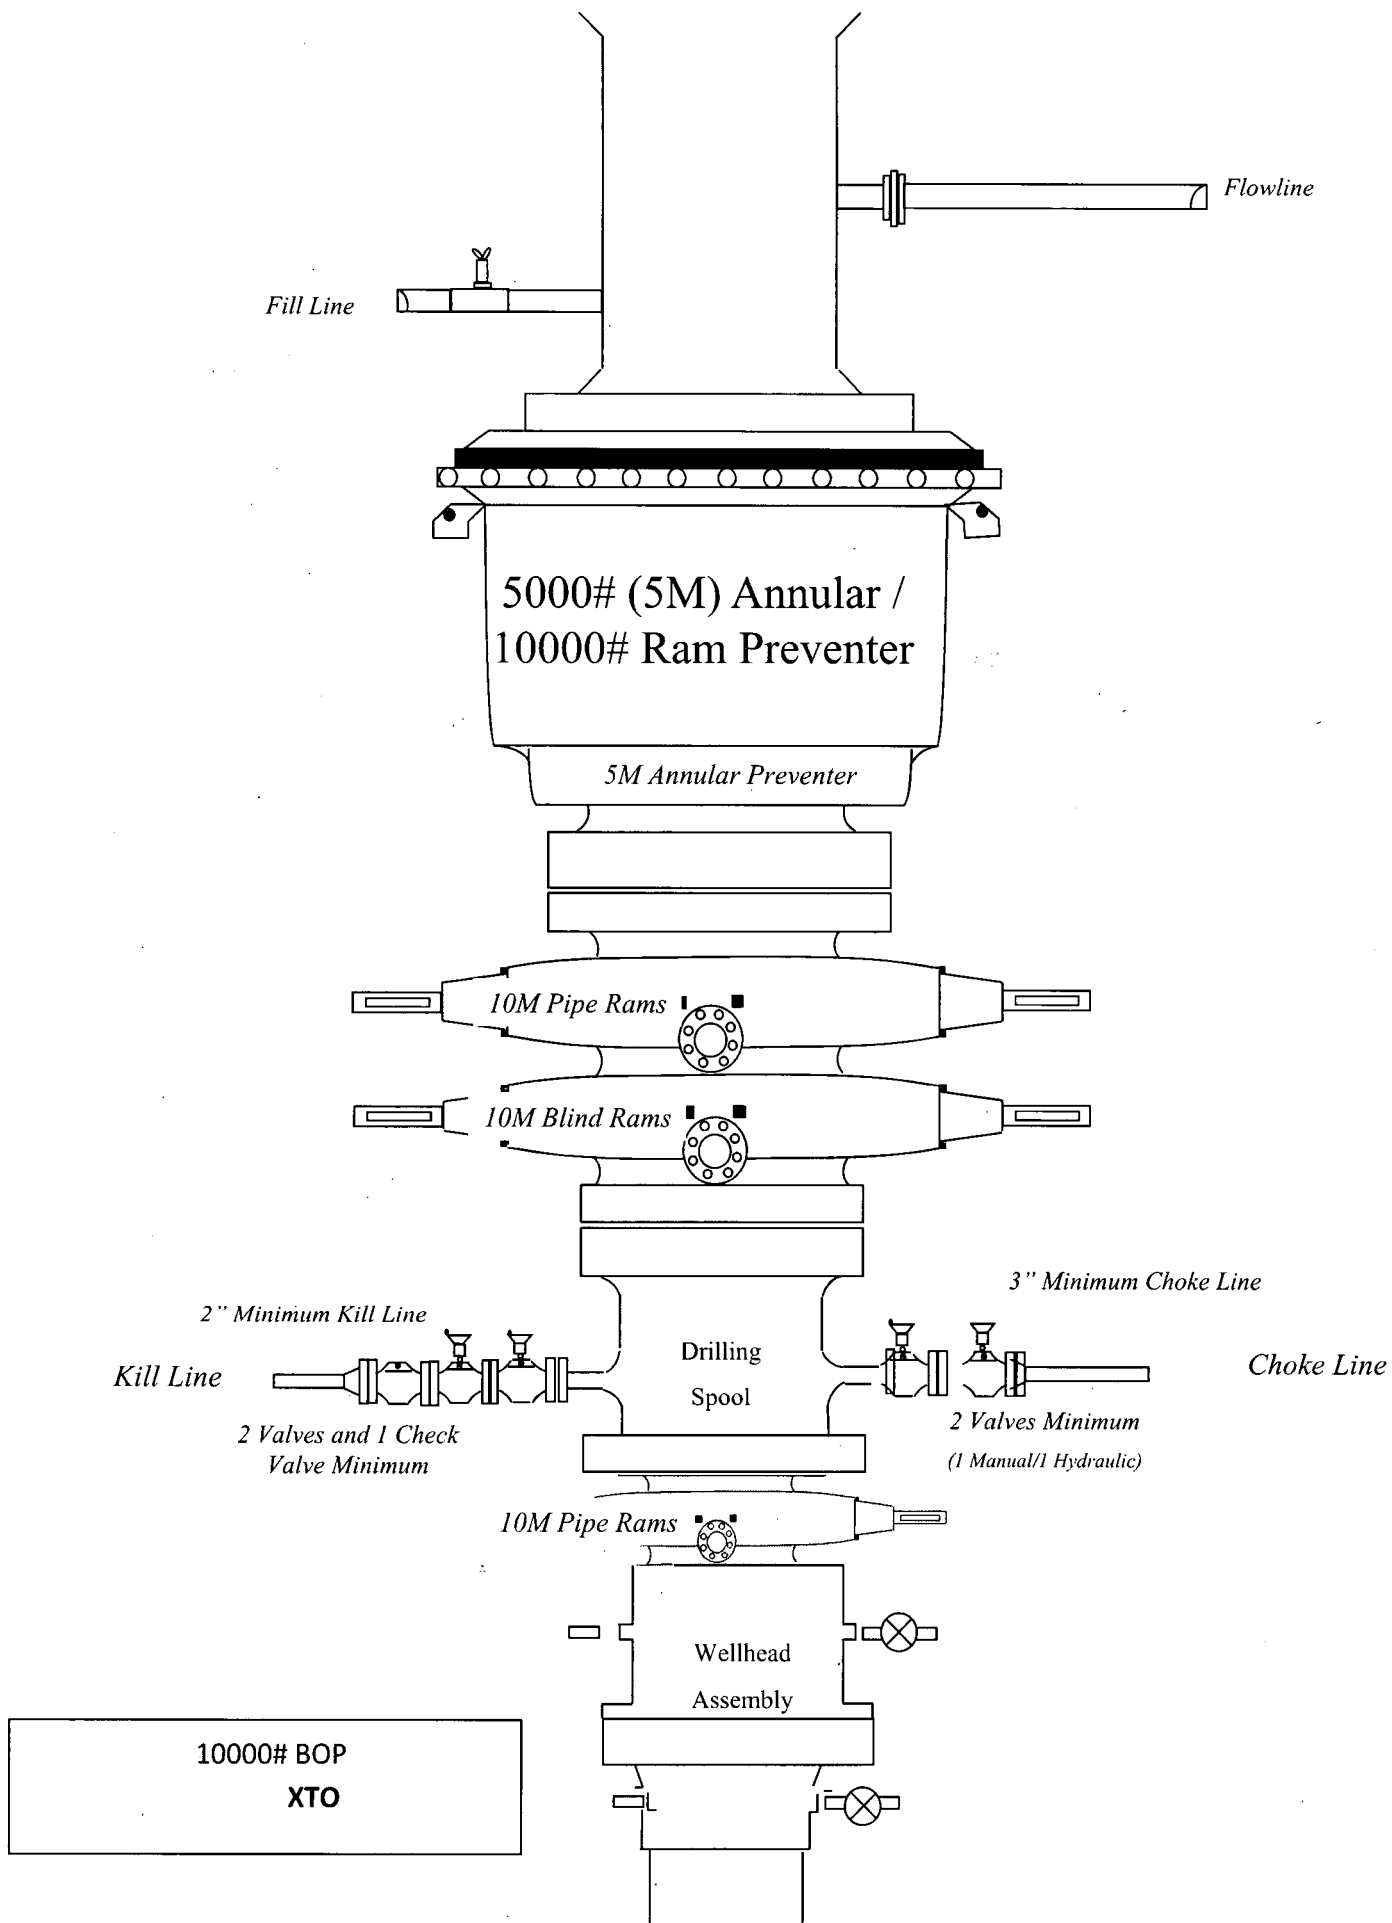 Flowline
Fill Line
5000# (5M) Annular /
10000# Ram Preventer
5M Annular Preventer
10M Pipe Rams
10M Blind Rams
3” Minimum Choke Line
2” Minimum Kill Line
Drilling
Spool
Kill Line
Choke Line
2 Valves and 1 Check
Valve Minimum
2 Valves Minimum
(1 Manual/1 Hydraulic)
10M Pipe Rams
Wellhead
Assembly
10000# BOP
XTO